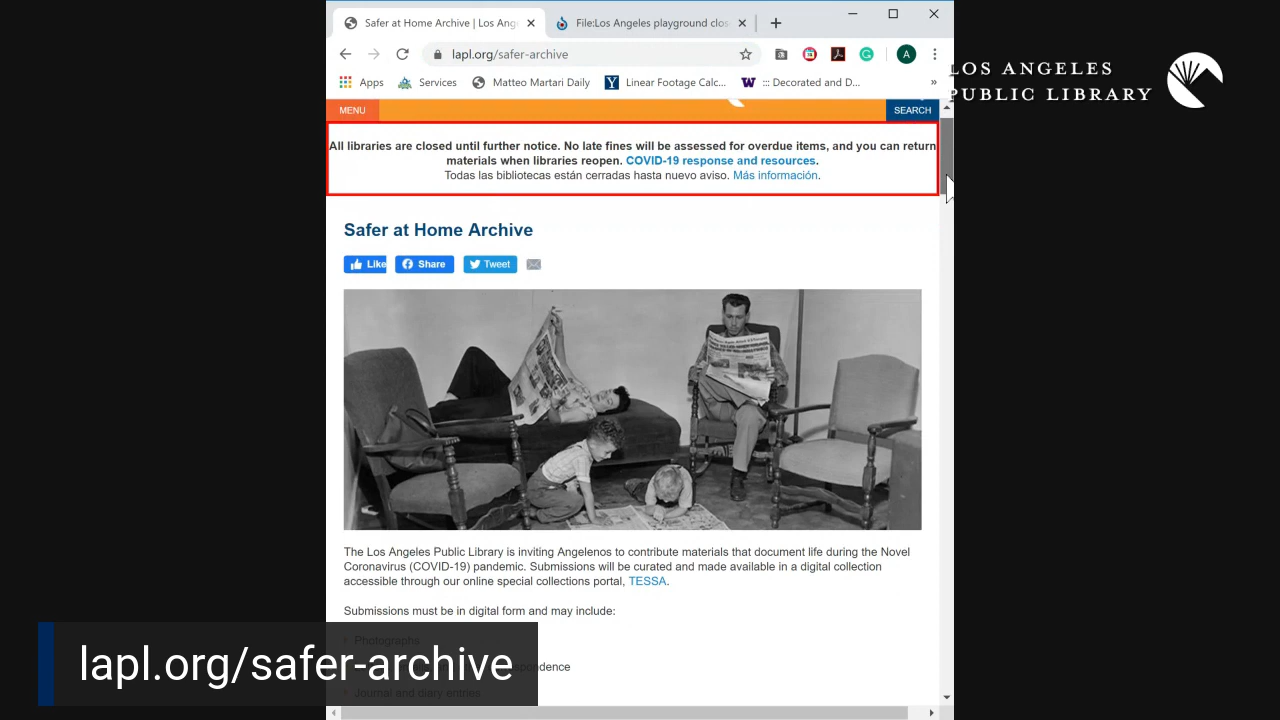 Safer at Home Archive | Los Ang
File:Los Angeles playground clos
lapl.org/safer-archive
A
Apps
Services
Matteo Martari Daily
Linear Footage Calc...
::: Decorated and D...
»
LOS ANGELES
PUBLIC LIBRARY
MENU
SEARCH
All libraries are closed until further notice. No late fines will be assessed for overdue items, and you can return
materials when libraries reopen. COVID-19 response and resources.
Todas las bibliotecas están cerradas hasta nuevo aviso. Más información.
Safer at Home Archive
Like
Share
Tweet
The Los Angeles Public Library is inviting Angelenos to contribute materials that document life during the Novel
Coronavirus (COVID-19) pandemic. Submissions will be curated and made available in a digital collection
accessible through our online special collections portal, TESSA.
Submissions must be in digital form and may include:
Photographs
Journal and diary entries
lapl.org/safer-archive